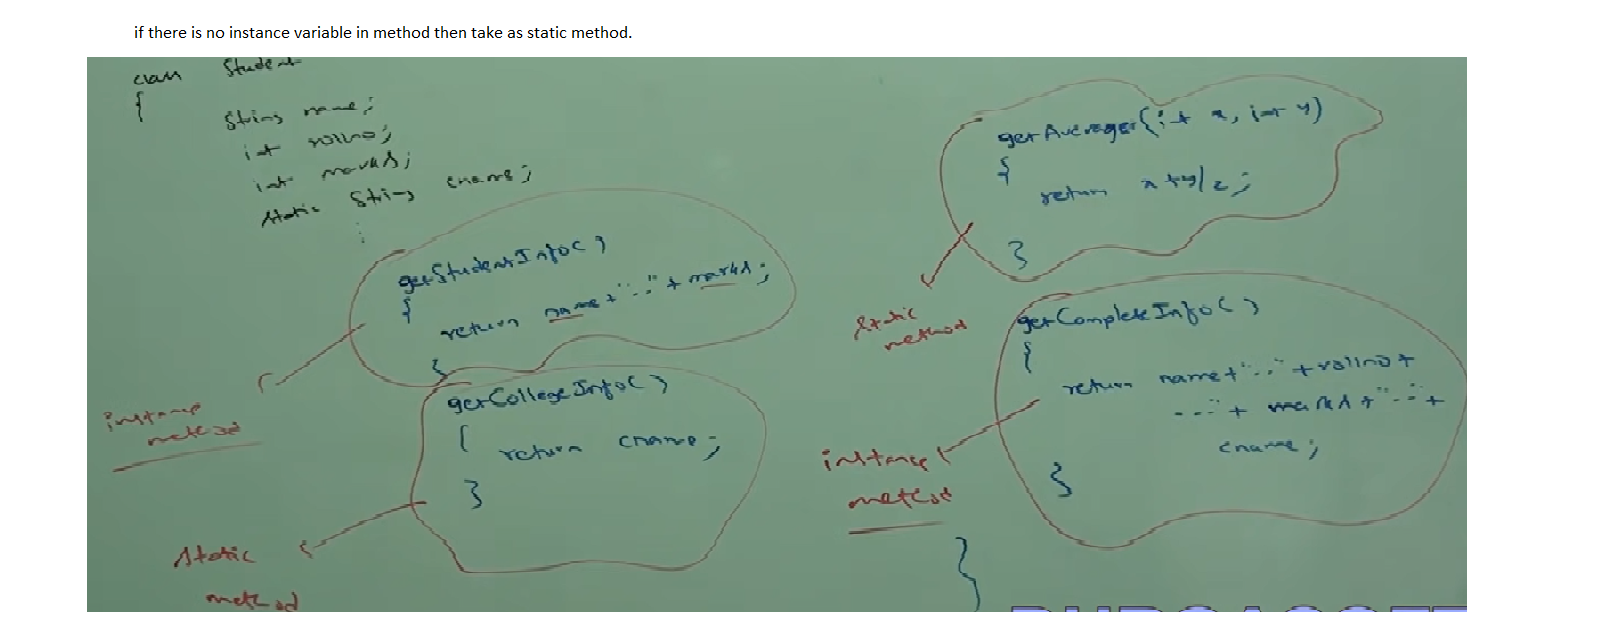 if there is no instance variable in method then take as static method.
class Student
{
String name;
int rollno;
int marks;
static String cname;
getStudentInfo()
{
return name+"..."+marks;
}
instance
method
getCollegeInfo()
{
return cname;
}
static
method
getAverage(int x, int y)
{
return x+y/2;
}
static
method
getCompleteInfo()
{
return name+"..."+rollno+
"..."+marks+"..."+
cname;
}
instance
method
}